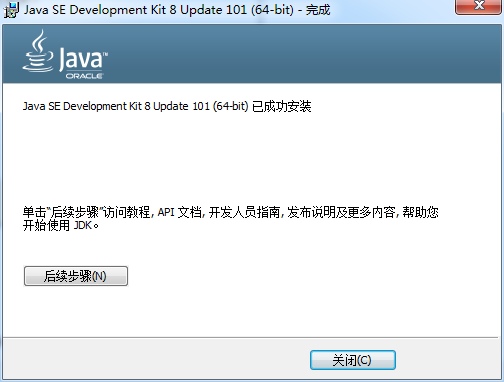 Java SE Development Kit 8 Update 101 (64-bit) - 完成
Java™
ORACLE
Java SE Development Kit 8 Update 101 (64-bit) 已成功安装
单击“后续步骤”访问教程, API 文档, 开发人员指南, 发布说明及更多内容, 帮助您
开始使用 JDK。
后续步骤(N)
关闭(C)